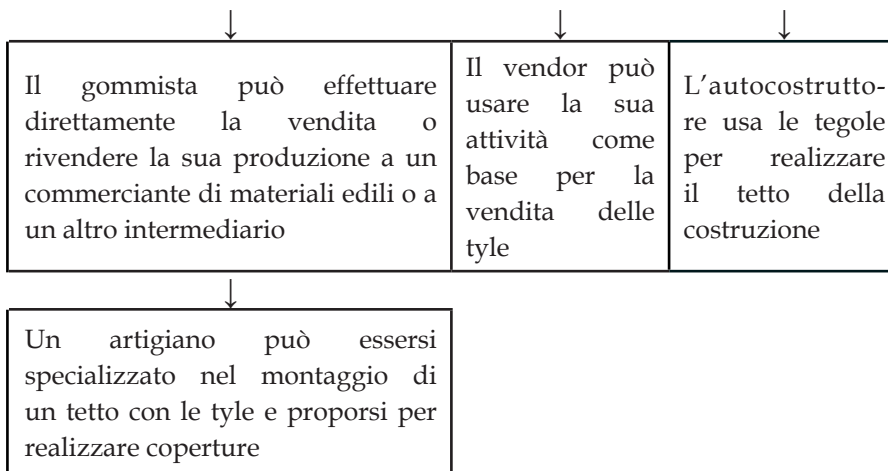 ↓ ↓ ↓
Il gommista può effettuare
direttamente la vendita o
rivendere la sua produzione a un
commerciante di materiali edili o a
un altro intermediario
Il vendor può
usare la sua
attività come
base per la
vendita delle
tyle
L'autocostrutto-
re usa le tegole
per realizzare
il tetto della
costruzione
↓
Un artigiano può essersi
specializzato nel montaggio di
un tetto con le tyle e proporsi per
realizzare coperture